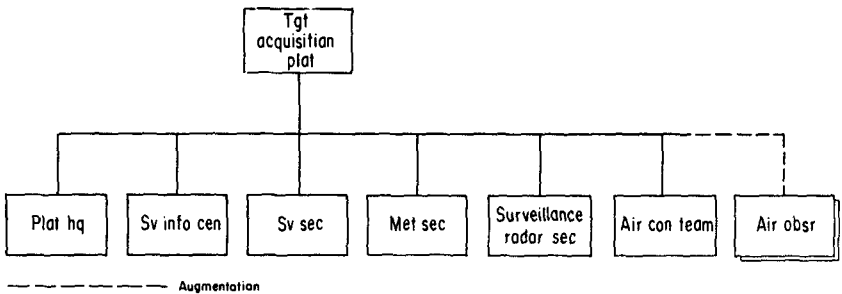 Tgt
acquisition
plat
Plat hq
Sv info cen
Sv sec
Met sec
Surveillance
radar sec
Air con team
Air obsr
Augmentation